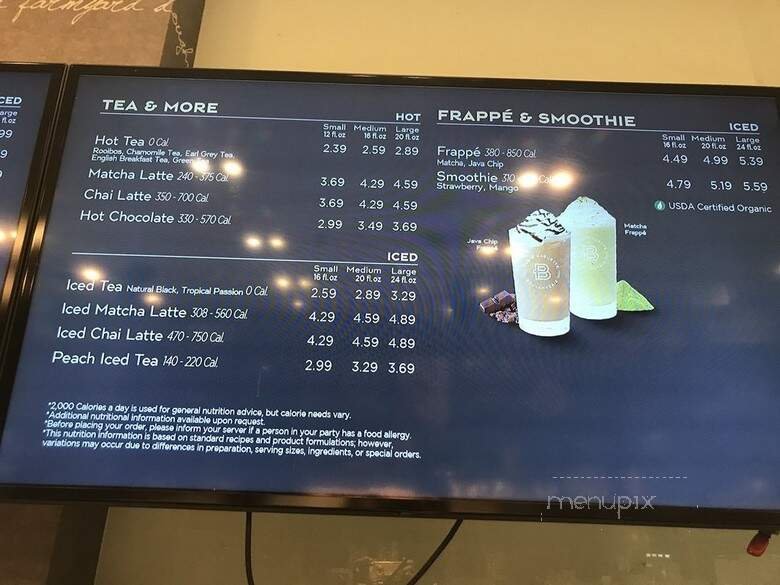 a farmyard d
CED
arge
fl.oz
99
9
9
TEA & MORE
HOT
Small Medium Large
12 fl.oz 16 fl.oz 20 fl.oz
Hot Tea 0 Cal. 2.39 2.59 2.89
Rooibos, Chamomile Tea, Earl Grey Tea,
English Breakfast Tea, Green Tea
Matcha Latte 240-375 Cal. 3.69 4.29 4.59
Chai Latte 350-700 Cal. 3.69 4.29 4.59
Hot Chocolate 330-570 Cal. 2.99 3.49 3.69
ICED
Small Medium Large
16 fl.oz 20 fl.oz 24 fl.oz
Iced Tea Natural Black, Tropical Passion 0 Cal. 2.59 2.89 3.29
Iced Matcha Latte 308-560 Cal. 4.29 4.59 4.89
Iced Chai Latte 470-750 Cal. 4.29 4.59 4.89
Peach Iced Tea 140-220 Cal. 2.99 3.29 3.69
*2,000 Calories a day is used for general nutrition advice, but calorie needs vary.
*Additional nutritional information available upon request.
*Before placing your order, please inform your server if a person in your party has a food allergy.
*This nutrition information is based on standard recipes and product formulations; however,
variations may occur due to differences in preparation, serving sizes, ingredients, or special orders.
FRAPPÉ & SMOOTHIE
ICED
Small Medium Large
16 fl.oz 20 fl.oz 24 fl.oz
Frappé 380-850 Cal. 4.49 4.99 5.39
Matcha, Java Chip
Smoothie 310 Cal. 4.79 5.19 5.59
Strawberry, Mango
USDA Certified Organic
Java Chip
Frappé
Matcha
Frappé
B
B
menupix